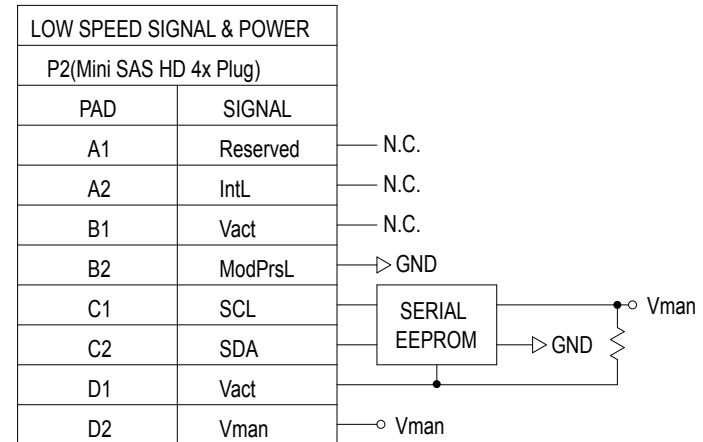 LOW SPEED SIGNAL & POWER
P2(Mini SAS HD 4x Plug)
PAD SIGNAL
A1 Reserved N.C.
A2 IntL N.C.
B1 Vact N.C.
B2 ModPrsL GND
C1 SCL SERIAL Vman
C2 SDA EEPROM GND
D1 Vact
D2 Vman Vman